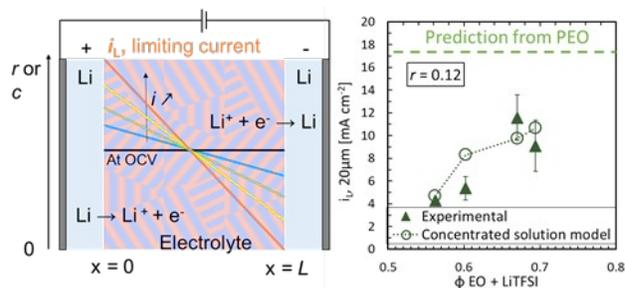 iL, limiting current
+
-
r or
c
Li
Li
i ↗
Li⁺ + e⁻ → Li
At OCV
Li → Li⁺ + e⁻
Electrolyte
0
x = 0
x = L
20
18
16
14
12
10
8
6
4
2
0
iL, 20µm [mA cm⁻²]
Prediction from PEO
r = 0.12
Experimental
Concentrated solution model
0.5
0.6
0.7
0.8
ϕ EO + LiTFSI